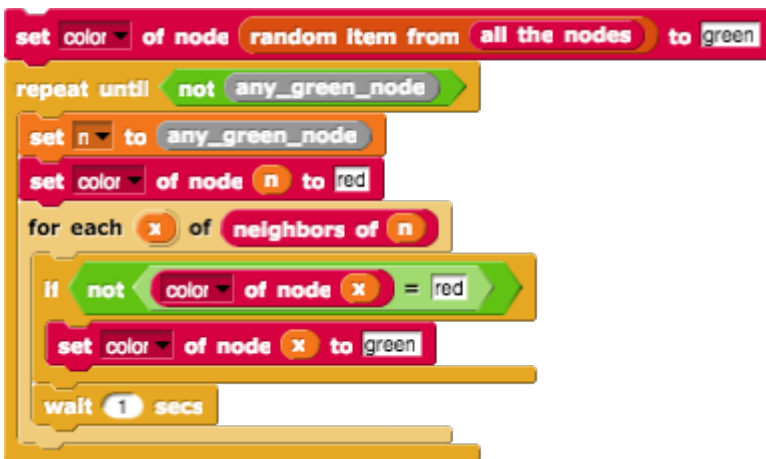 set color of node random item from all the nodes to green
repeat until not any_green_node
set n to any_green_node
set color of node n to red
for each x of neighbors of n
if not color of node x = red
set color of node x to green
wait 1 secs